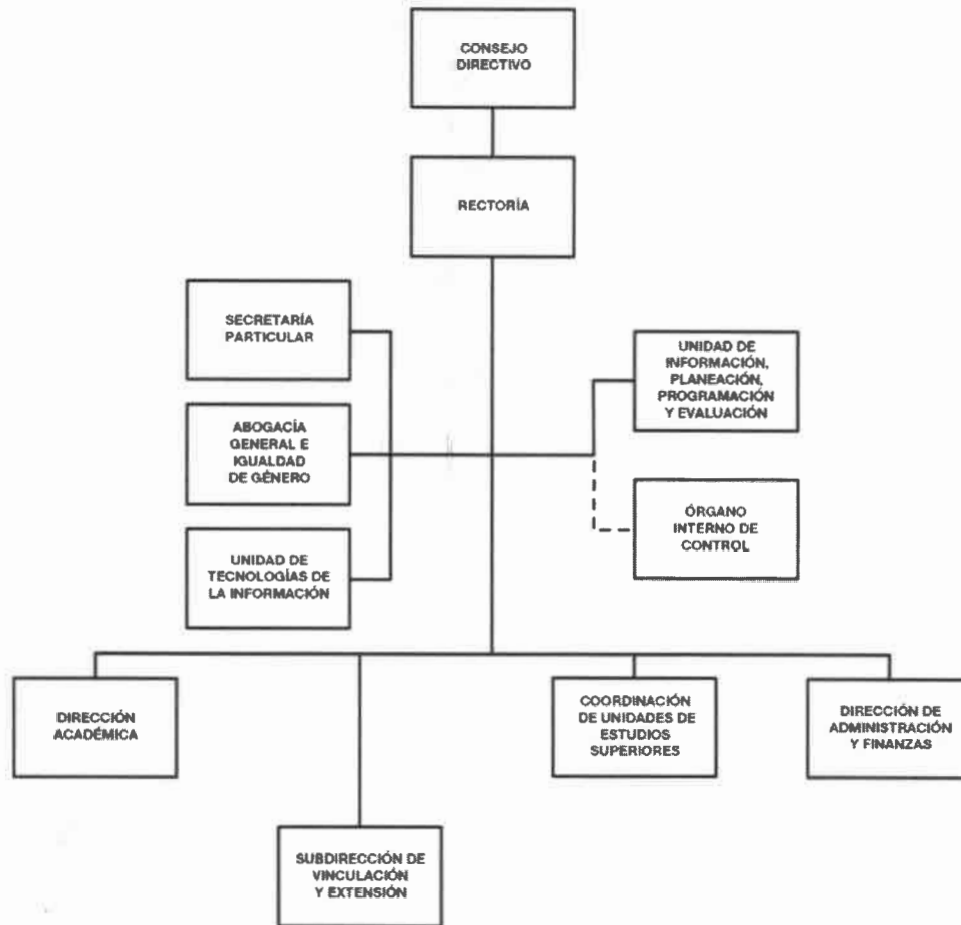 CONSEJO
DIRECTIVO
RECTORÍA
SECRETARÍA
PARTICULAR
UNIDAD DE
INFORMACIÓN,
PLANEACIÓN,
PROGRAMACIÓN
Y EVALUACIÓN
ABOGACÍA
GENERAL E
IGUALDAD
DE GÉNERO
ÓRGANO
INTERNO DE
CONTROL
UNIDAD DE
TECNOLOGÍAS DE
LA INFORMACIÓN
DIRECCIÓN
ACADÉMICA
COORDINACIÓN
DE UNIDADES DE
ESTUDIOS
SUPERIORES
DIRECCIÓN DE
ADMINISTRACIÓN
Y FINANZAS
SUBDIRECCIÓN DE
VINCULACIÓN
Y EXTENSIÓN